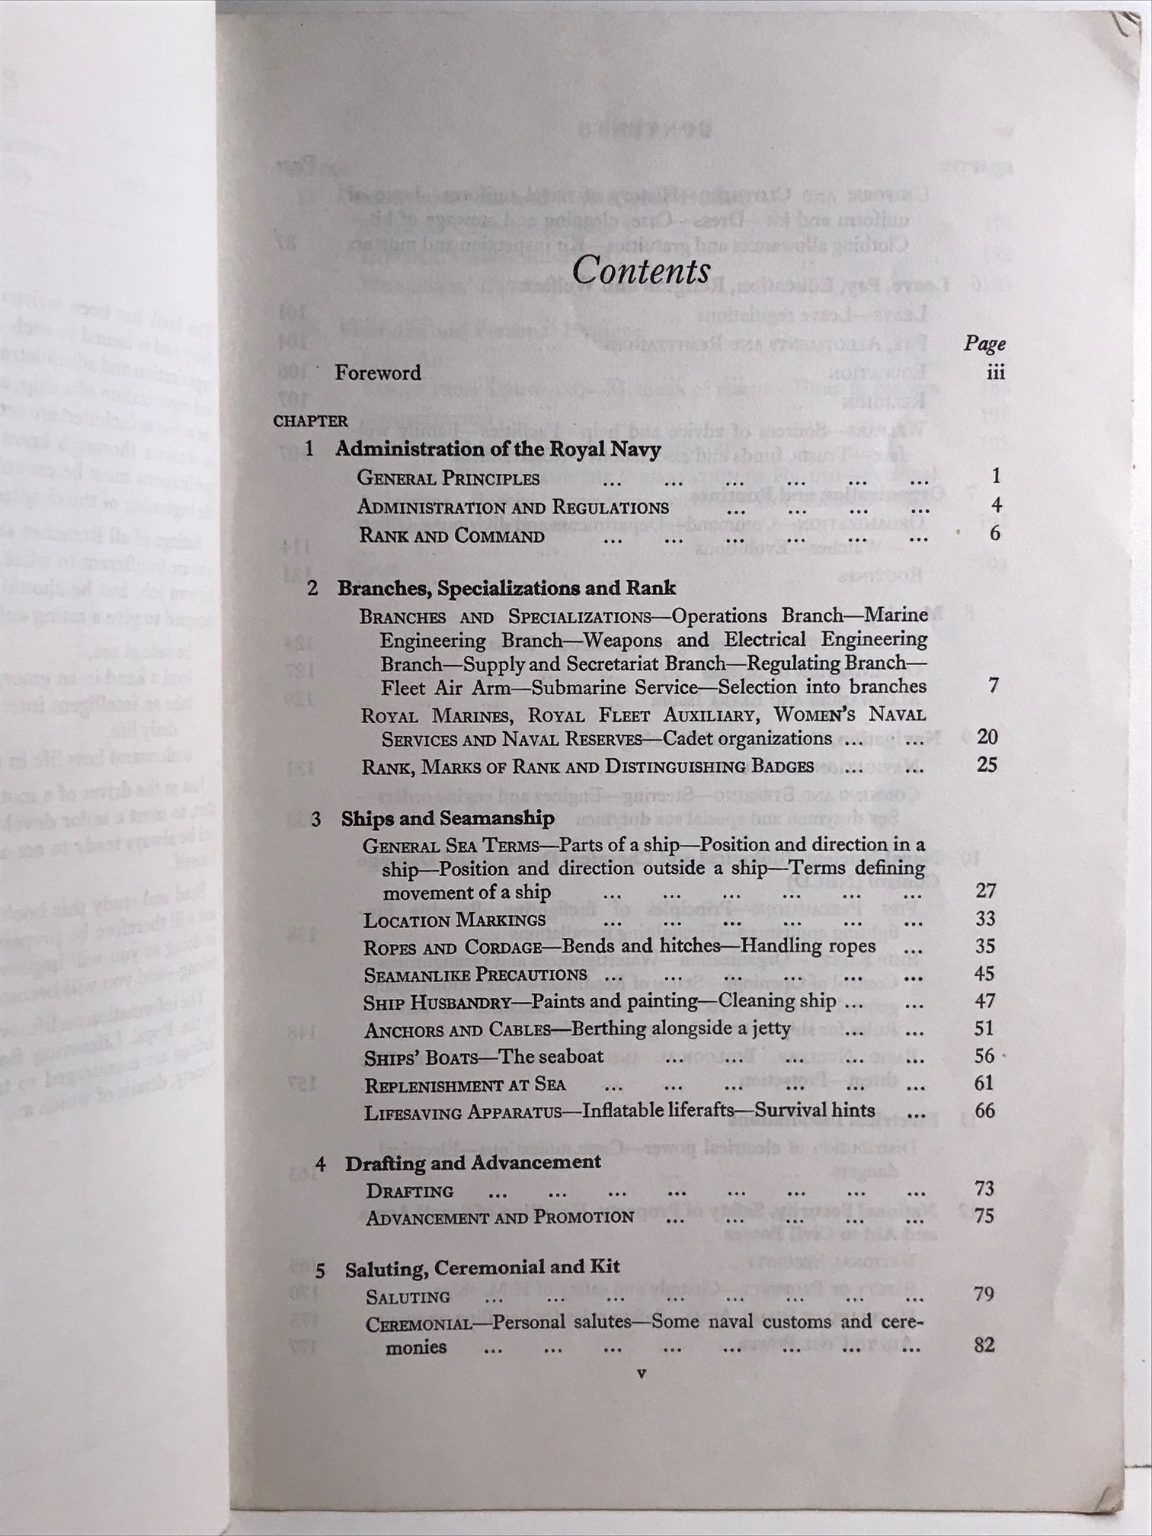 Contents
Page
Foreword iii
CHAPTER
1 Administration of the Royal Navy
GENERAL PRINCIPLES ... ... ... ... ... ... 1
ADMINISTRATION AND REGULATIONS ... ... ... ... 4
RANK AND COMMAND ... ... ... ... ... ... 6
2 Branches, Specializations and Rank
BRANCHES AND SPECIALIZATIONS—Operations Branch—Marine
Engineering Branch—Weapons and Electrical Engineering
Branch—Supply and Secretariat Branch—Regulating Branch—
Fleet Air Arm—Submarine Service—Selection into branches 7
ROYAL MARINES, ROYAL FLEET AUXILIARY, WOMEN'S NAVAL
SERVICES AND NAVAL RESERVES—Cadet organizations ... ... 20
RANK, MARKS OF RANK AND DISTINGUISHING BADGES ... ... 25
3 Ships and Seamanship
GENERAL SEA TERMS—Parts of a ship—Position and direction in a
ship—Position and direction outside a ship—Terms defining
movement of a ship ... ... ... ... ... ... 27
LOCATION MARKINGS ... ... ... ... ... ... 33
ROPES AND CORDAGE—Bends and hitches—Handling ropes ... 35
SEAMANLIKE PRECAUTIONS ... ... ... ... ... ... 45
SHIP HUSBANDRY—Paints and painting—Cleaning ship ... ... 47
ANCHORS AND CABLES—Berthing alongside a jetty ... ... 51
SHIPS' BOATS—The seaboat ... ... ... ... ... 56
REPLENISHMENT AT SEA ... ... ... ... ... ... 61
LIFESAVING APPARATUS—Inflatable liferafts—Survival hints ... 66
4 Drafting and Advancement
DRAFTING ... ... ... ... ... ... ... ... 73
ADVANCEMENT AND PROMOTION ... ... ... ... ... 75
5 Saluting, Ceremonial and Kit
SALUTING ... ... ... ... ... ... ... ... 79
CEREMONIAL—Personal salutes—Some naval customs and cere-
monies ... ... ... ... ... ... ... ... 82
v